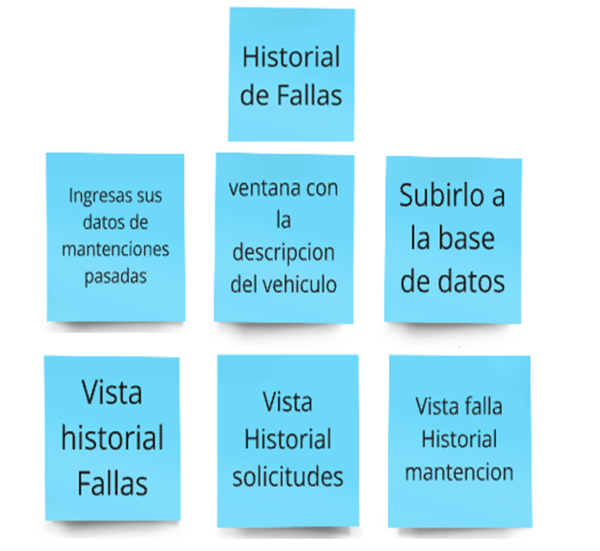 Historial
de Fallas
Ingresas sus
datos de
mantenciones
pasadas
ventana con
la
descripcion
del vehiculo
Subirlo a
la base
de datos
Vista
historial
Fallas
Vista
Historial
solicitudes
Vista falla
Historial
mantencion